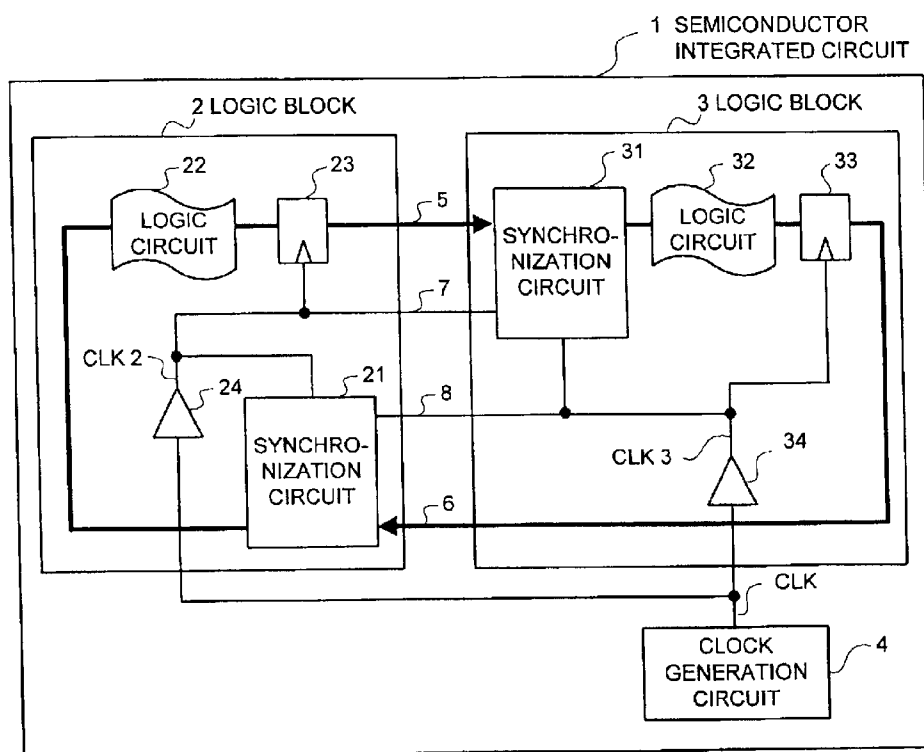 1 SEMICONDUCTOR
INTEGRATED CIRCUIT
2 LOGIC BLOCK
3 LOGIC BLOCK
22
LOGIC
CIRCUIT
23
5
31
SYNCHRO-
NIZATION
CIRCUIT
32
LOGIC
CIRCUIT
33
7
CLK 2
24
21
SYNCHRO-
NIZATION
CIRCUIT
8
CLK 3
34
6
CLK
CLOCK
GENERATION
CIRCUIT
4